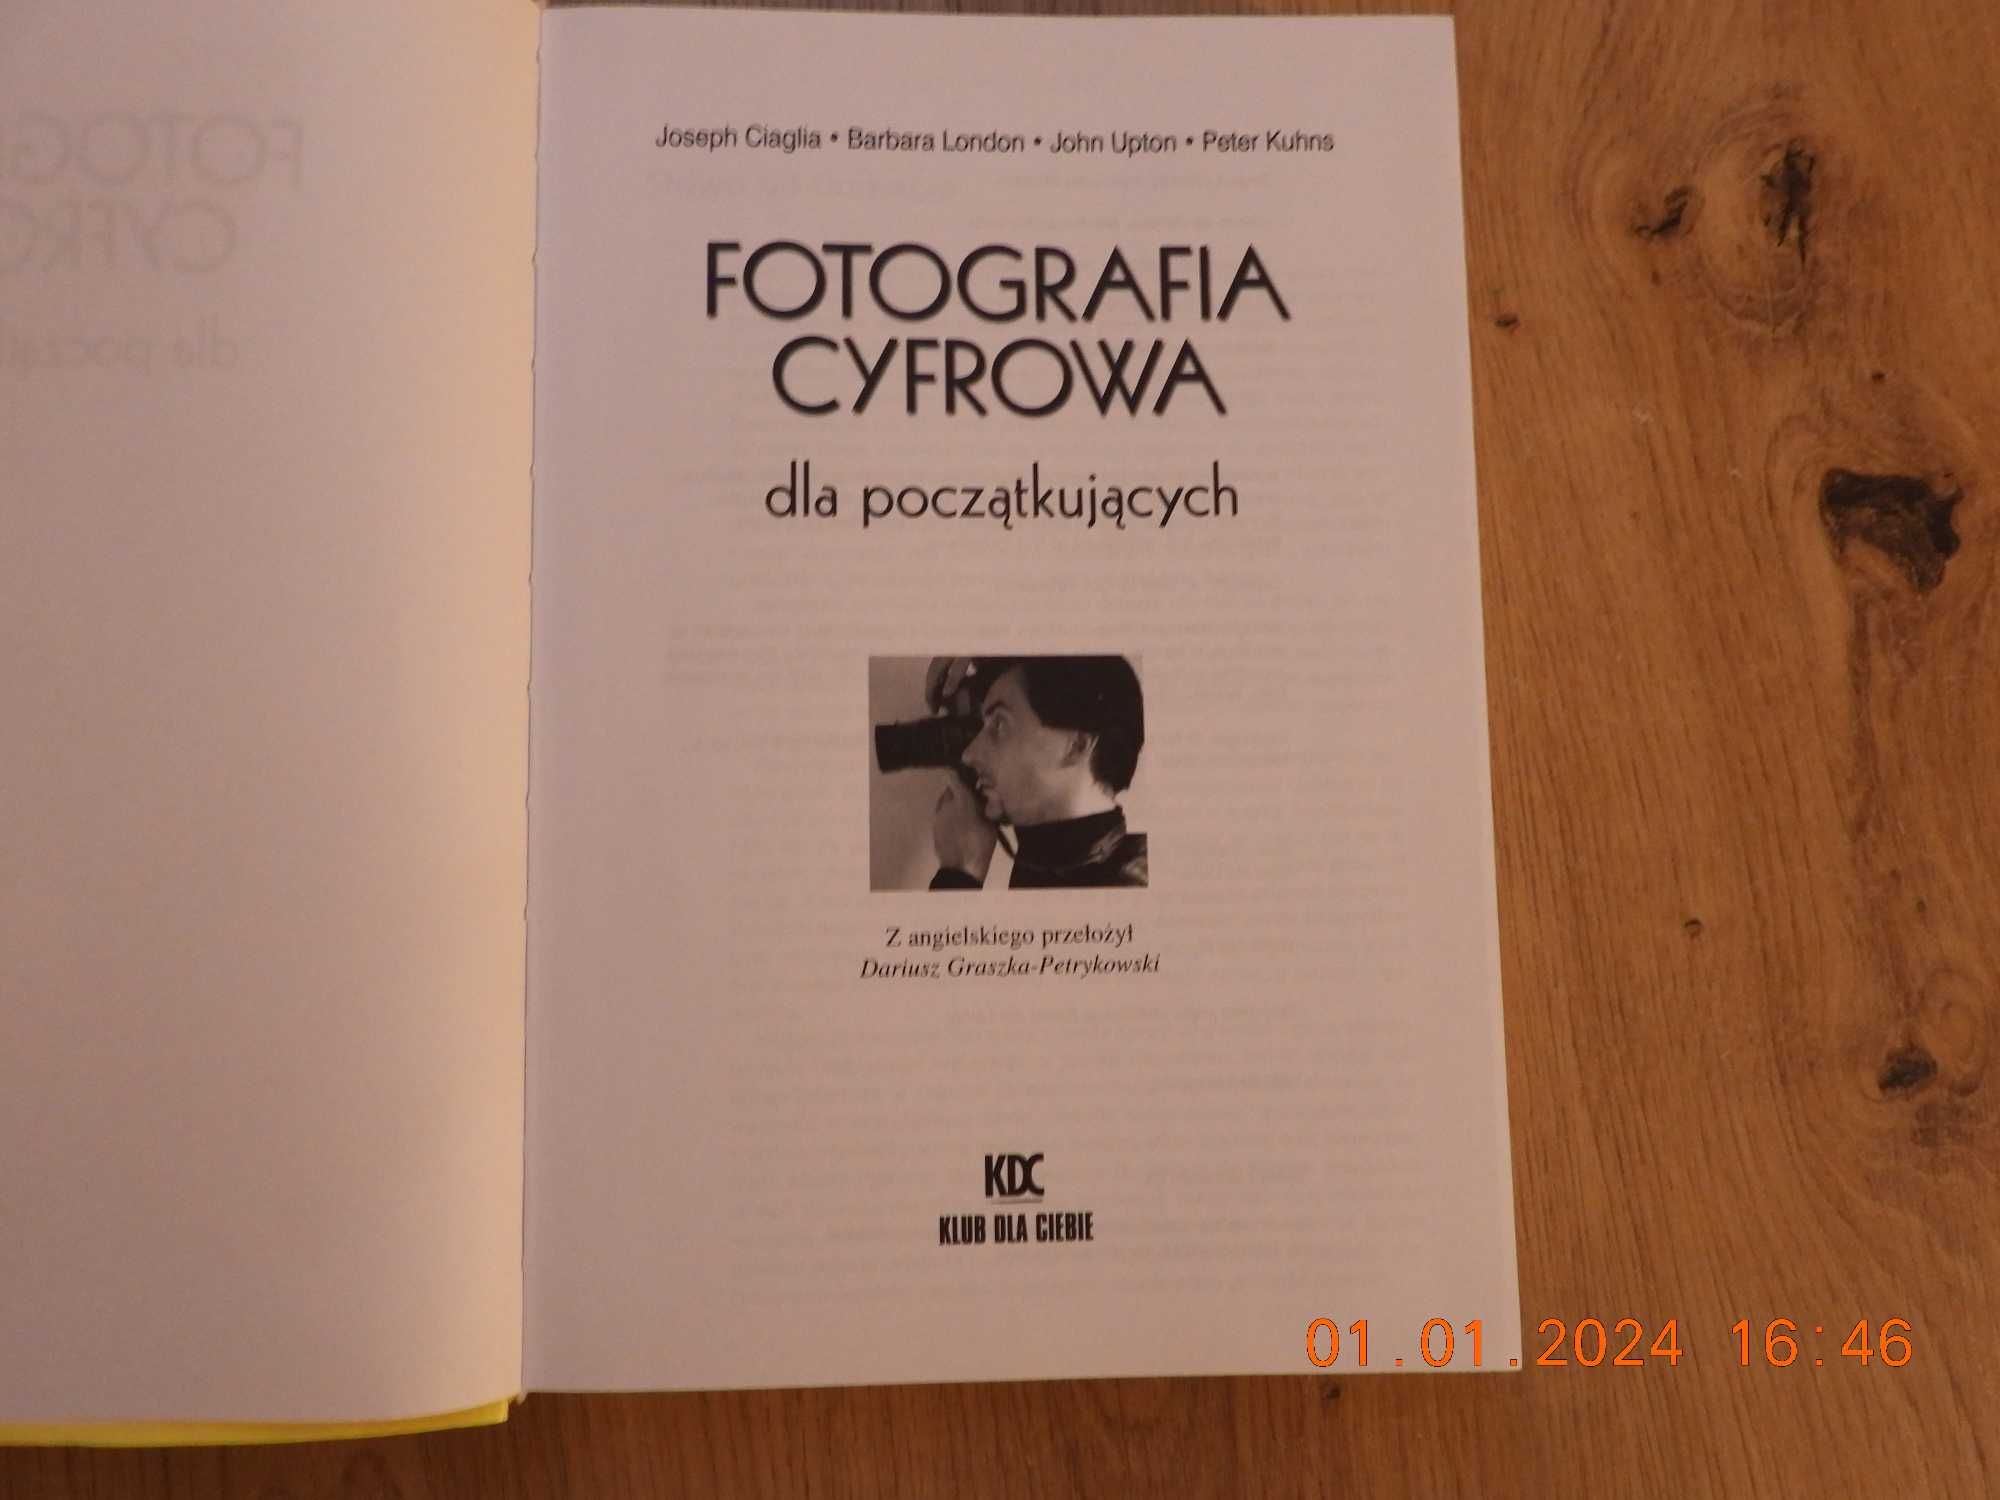 Joseph Ciaglia • Barbara London • John Upton • Peter Kuhns
FOTOGRAFIA
CYFROWA
dla początkujących
Z angielskiego przełożył
Dariusz Graszka-Petrykowski
KDC
KLUB DLA CIEBIE
01.01.2024 16:46